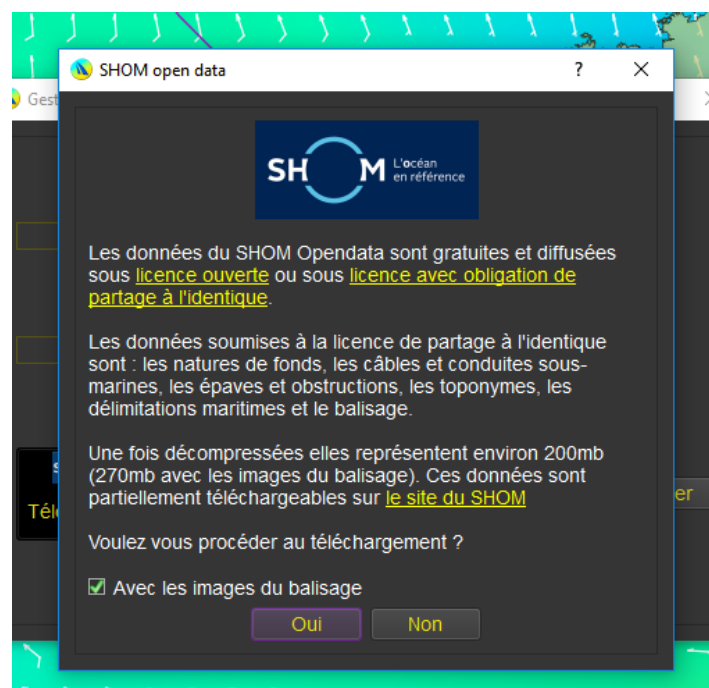 SHOM open data
?
Gest
SHOM
L'océan
en référence
Les données du SHOM Opendata sont gratuites et diffusées
sous licence ouverte ou sous licence avec obligation de
partage à l'identique.
Les données soumises à la licence de partage à l'identique
sont : les natures de fonds, les câbles et conduites sous-
marines, les épaves et obstructions, les toponymes, les
délimitations maritimes et le balisage.
Une fois décompressées elles représentent environ 200mb
(270mb avec les images du balisage). Ces données sont
partiellement téléchargeables sur le site du SHOM
Voulez vous procéder au téléchargement ?
Avec les images du balisage
Oui
Non
Télé
er